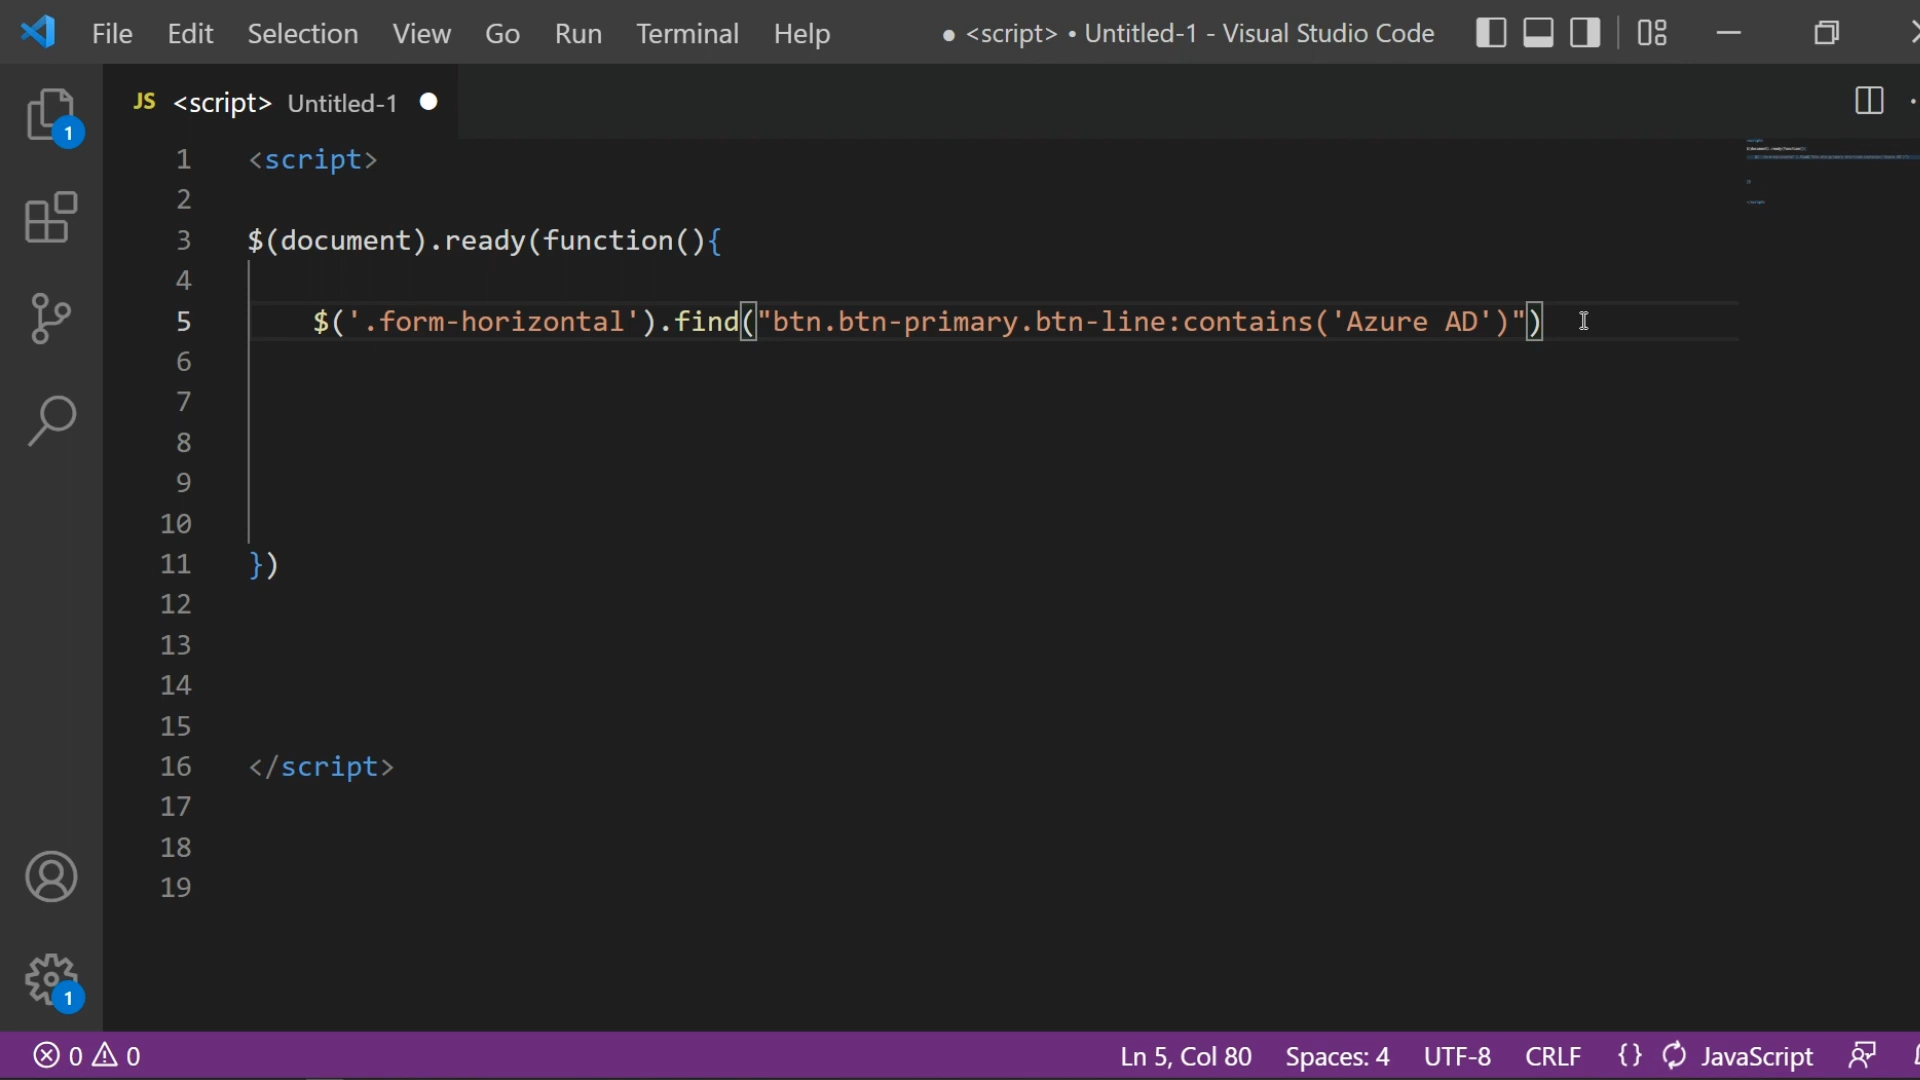 File Edit Selection View Go Run Terminal Help ● <script> • Untitled-1 - Visual Studio Code
JS <script> Untitled-1 ●
1
1 <script>
2
3 $(document).ready(function(){
4
5 $('.form-horizontal').find("btn.btn-primary.btn-line:contains('Azure AD')")
6
7
8
9
10
11 })
12
13
14
15
16 </script>
17
18
19
1
0 0 Ln 5, Col 80 Spaces: 4 UTF-8 CRLF {} JavaScript